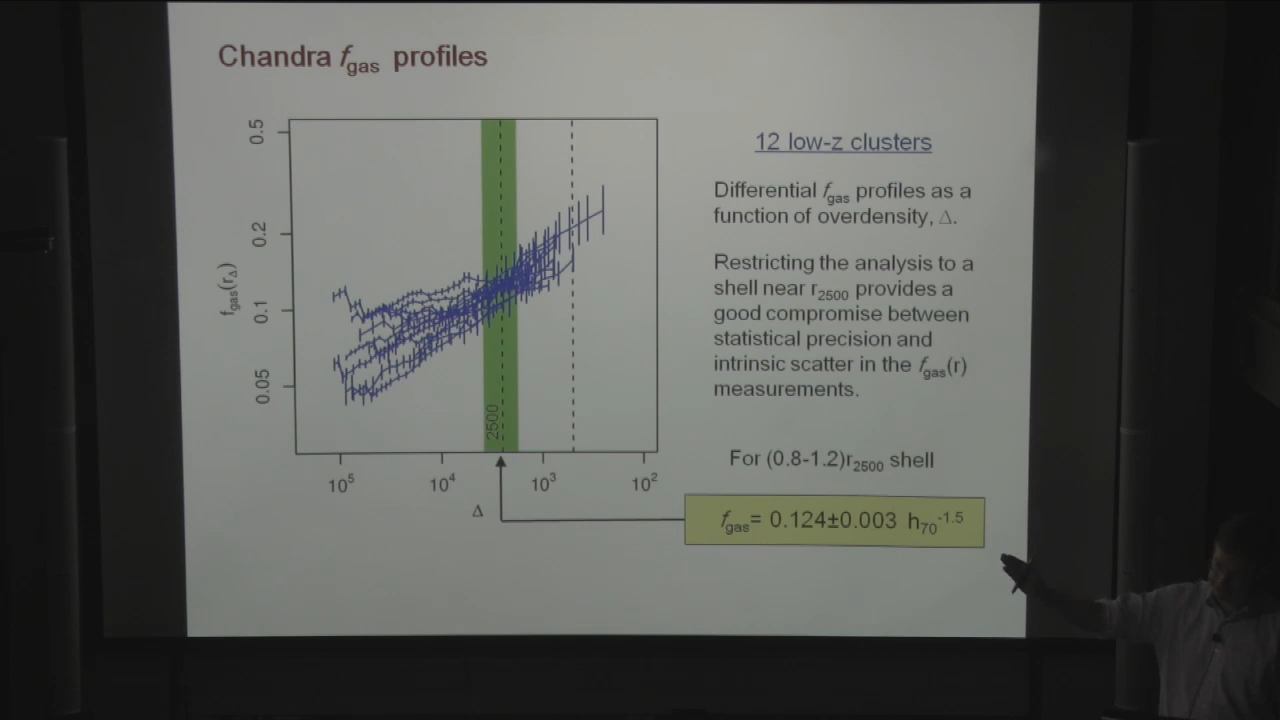 Chandra fgas profiles
12 low-z clusters
Differential fgas profiles as a
function of overdensity, Δ.
Restricting the analysis to a
shell near r2500 provides a
good compromise between
statistical precision and
intrinsic scatter in the fgas(r)
measurements.
For (0.8-1.2)r2500 shell
fgas= 0.124±0.003 h70-1.5
0.5
0.2
0.1
0.05
fgas(rΔ)
2500
10⁵
10⁴
10³
10²
Δ